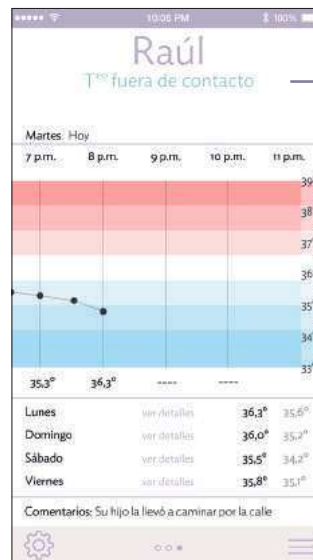 10:06 PM 100%
Raúl
Tra fuera de contacto
Martes. Hoy
7 p.m. 8 p.m. 9 p.m. 10 p.m. 11 p.m.
39
38
37
36
35
34
33
35,3° 36,3° ---- ----
Lunes ver detalles 36,3° 35,6°
Domingo ver detalles 36,0° 35,2°
Sábado ver detalles 35,5° 34,2°
Viernes ver detalles 35,8° 35,1°
Comentarios: Su hijo la llevó a caminar por la calle